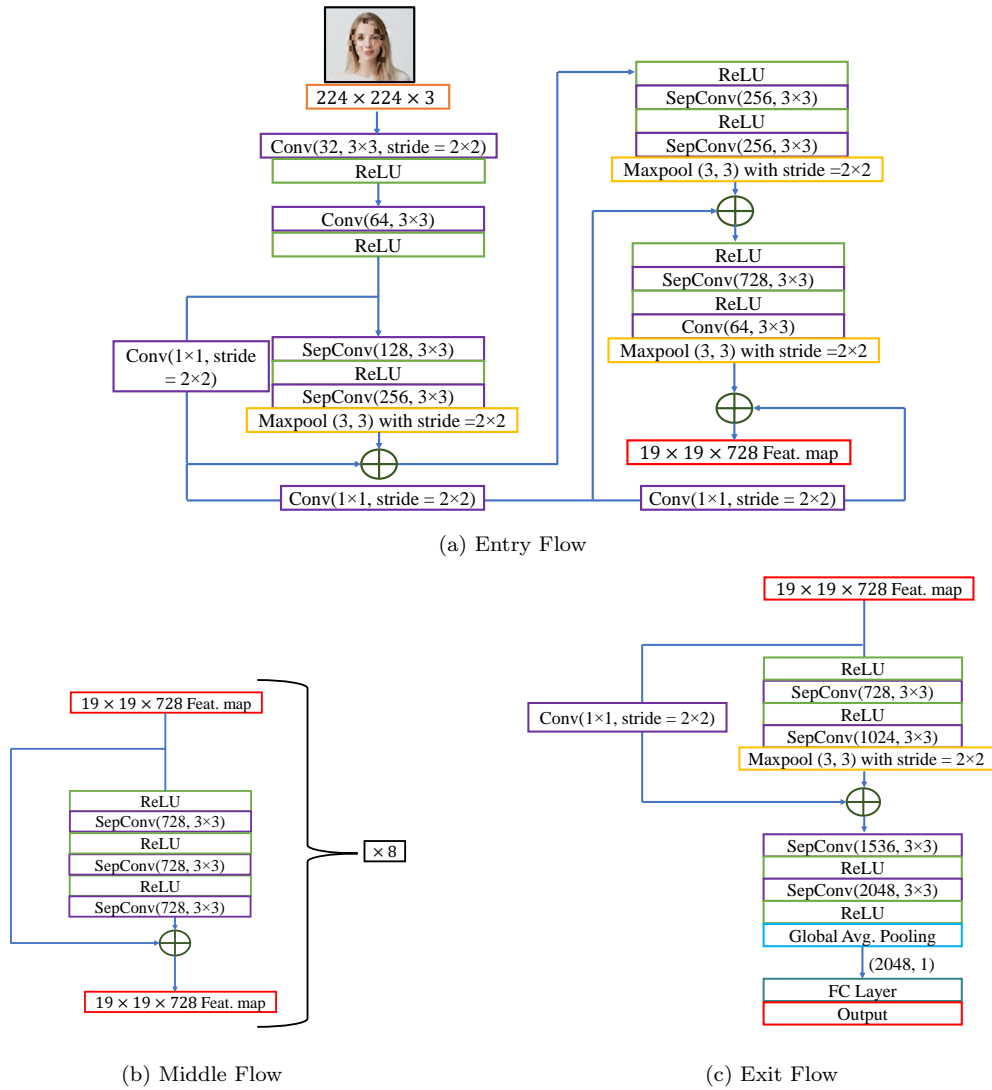 224 × 224 × 3
Conv(32, 3×3, stride = 2×2)
ReLU
Conv(64, 3×3)
ReLU
Conv(1×1, stride
= 2×2)
SepConv(128, 3×3)
ReLU
SepConv(256, 3×3)
Maxpool (3, 3) with stride =2×2
Conv(1×1, stride = 2×2)
ReLU
SepConv(256, 3×3)
ReLU
SepConv(256, 3×3)
Maxpool (3, 3) with stride =2×2
ReLU
SepConv(728, 3×3)
ReLU
Conv(64, 3×3)
Maxpool (3, 3) with stride =2×2
19 × 19 × 728 Feat. map
Conv(1×1, stride = 2×2)
(a) Entry Flow
19 × 19 × 728 Feat. map
ReLU
SepConv(728, 3×3)
ReLU
SepConv(728, 3×3)
ReLU
SepConv(728, 3×3)
19 × 19 × 728 Feat. map
× 8
(b) Middle Flow
19 × 19 × 728 Feat. map
Conv(1×1, stride = 2×2)
ReLU
SepConv(728, 3×3)
ReLU
SepConv(1024, 3×3)
Maxpool (3, 3) with stride = 2×2
SepConv(1536, 3×3)
ReLU
SepConv(2048, 3×3)
ReLU
Global Avg. Pooling
(2048, 1)
FC Layer
Output
(c) Exit Flow